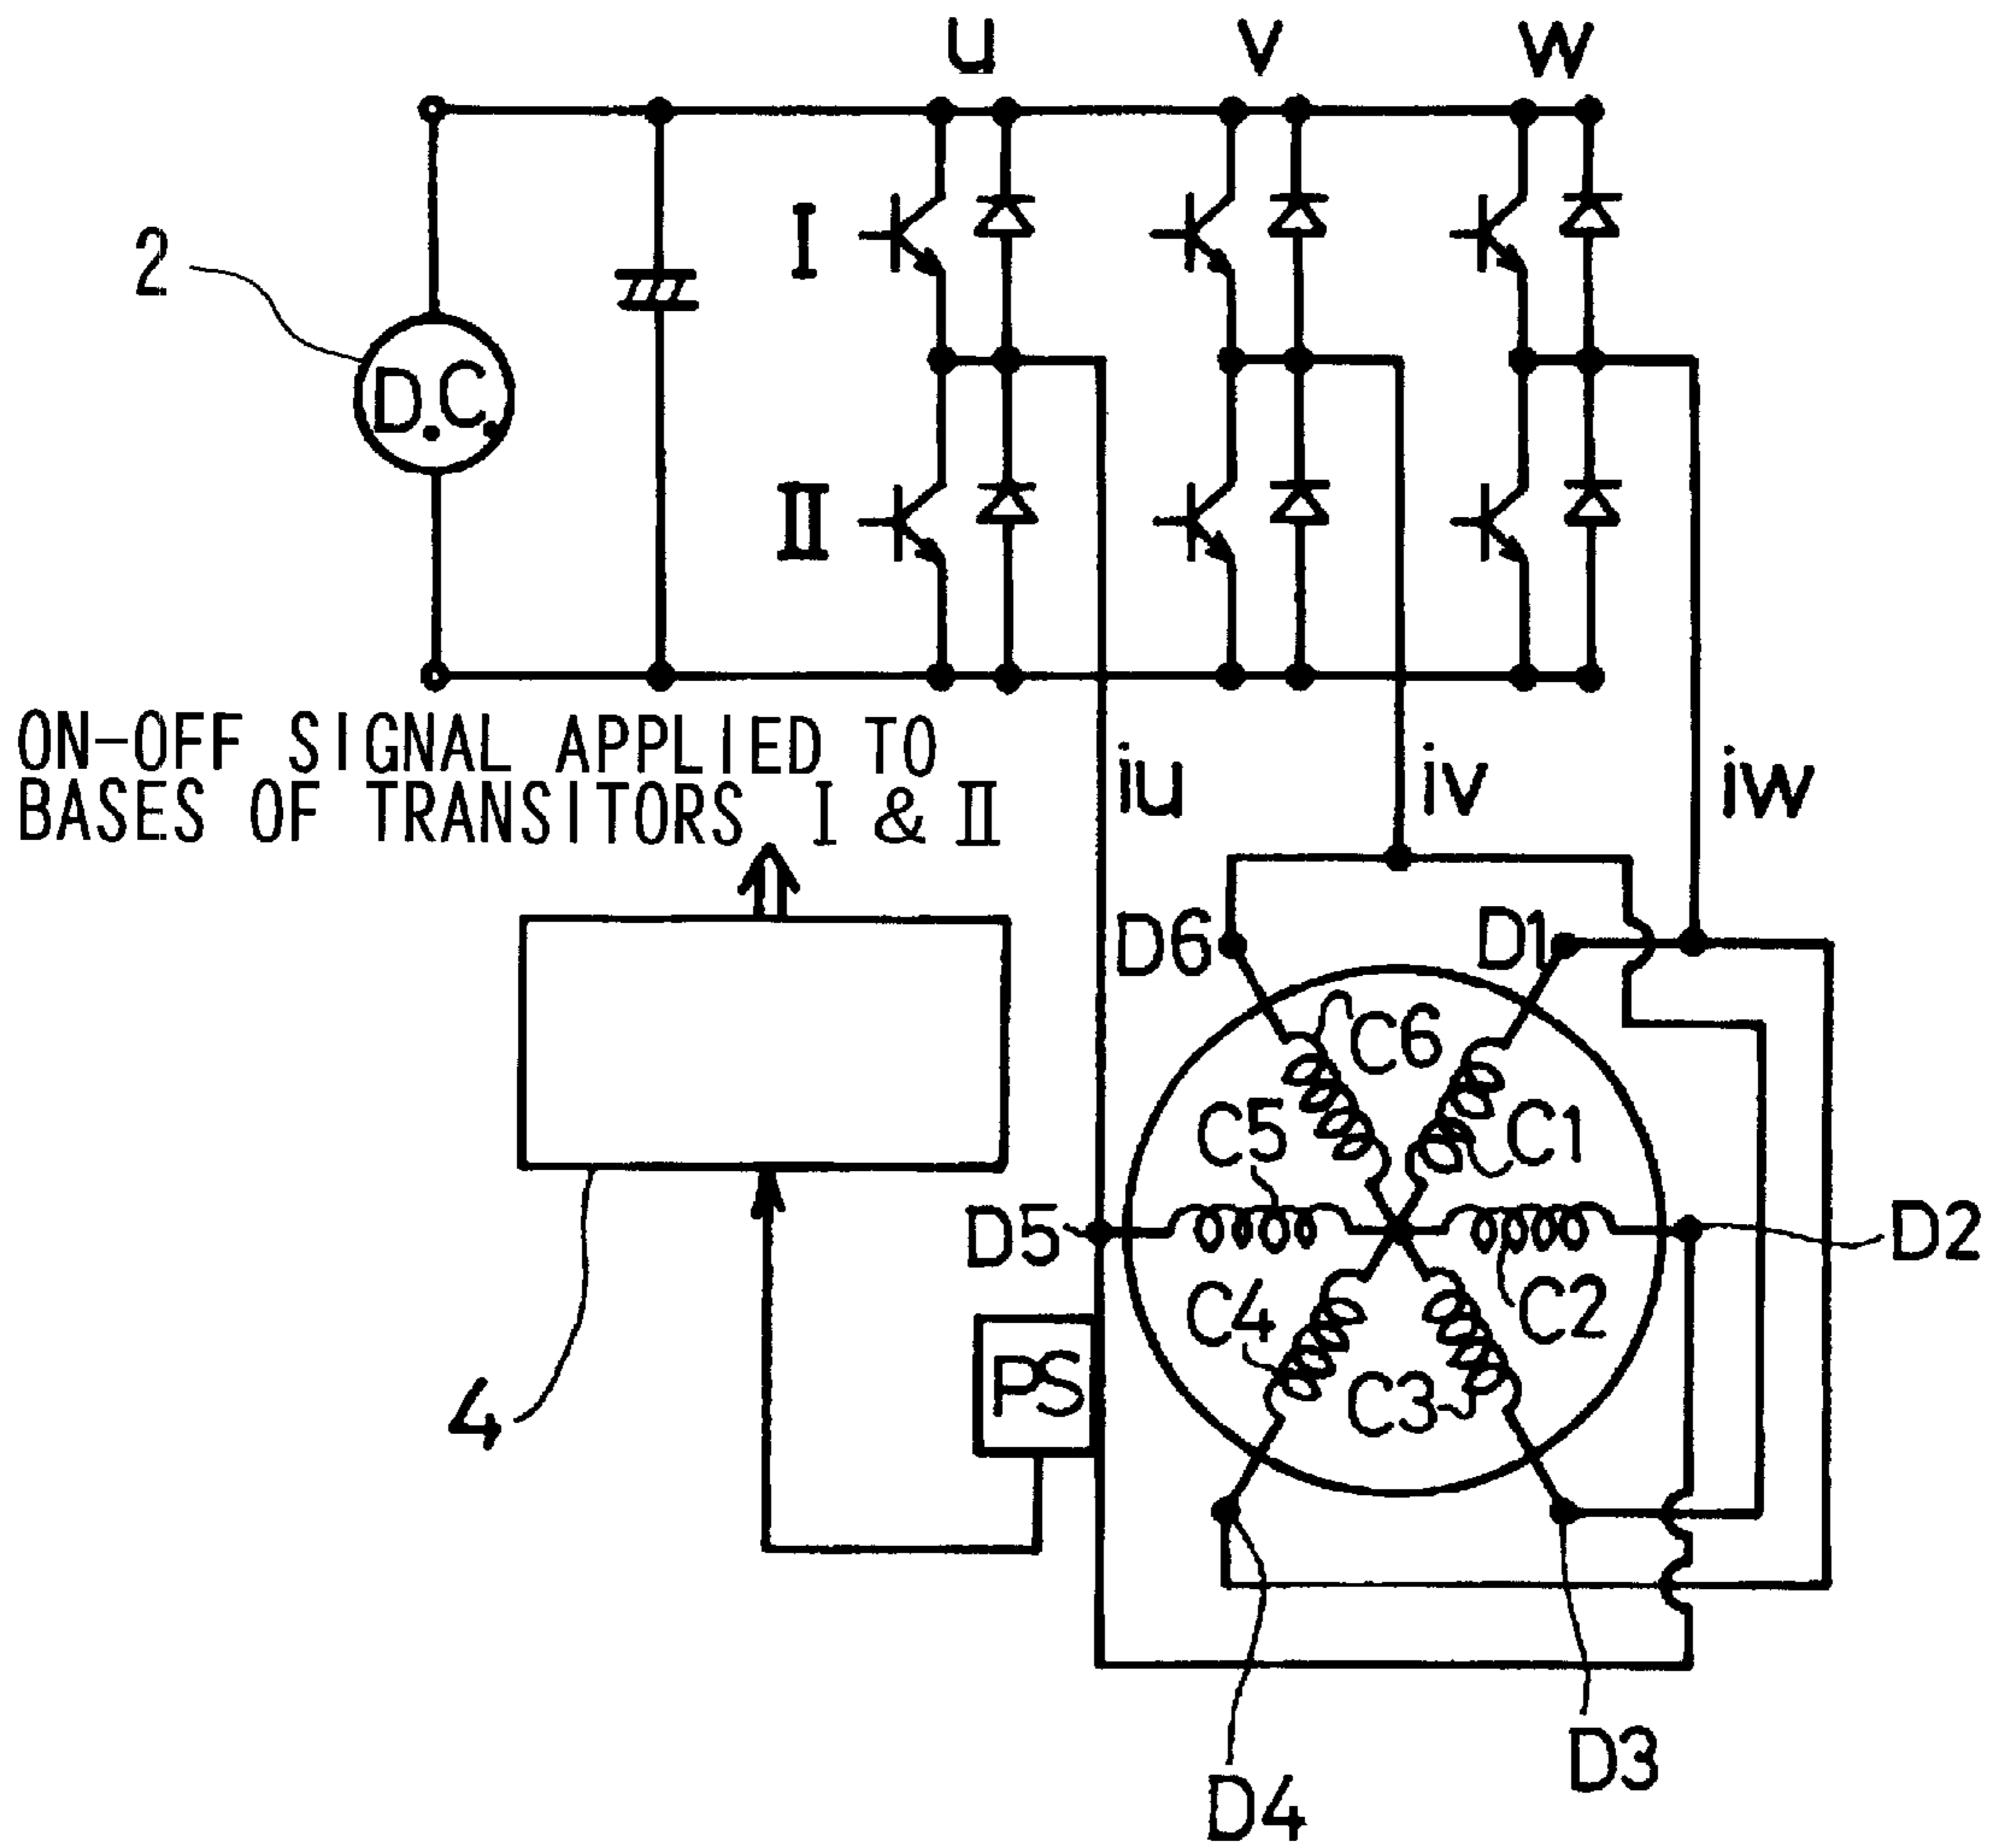 u v w
I
2
D.C.
II
ON-OFF SIGNAL APPLIED TO
BASES OF TRANSITORS I & II
iu iv iw
D6 D1
C6
C5 C1
D5 D2
C4 C2
PS C3
4
D3
D4